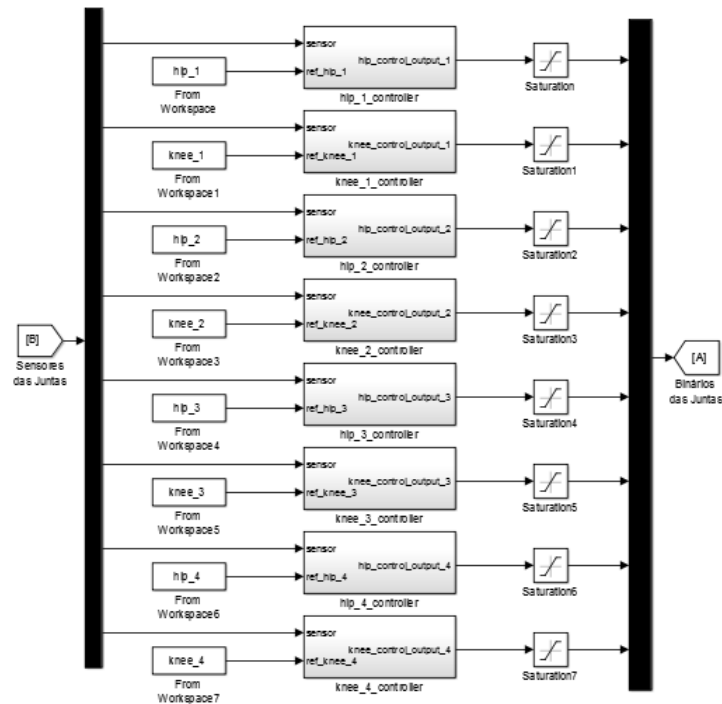 sensor
hip_1
ref_hip_1
hip_control_output_1
From
Workspace
hip_1_controller
Saturation
sensor
knee_1
ref_knee_1
knee_control_output_1
From
Workspace1
knee_1_controller
Saturation1
sensor
hip_2
ref_hip_2
hip_control_output_2
From
Workspace2
hip_2_controller
Saturation2
sensor
knee_2
ref_knee_2
knee_control_output_2
From
Workspace3
knee_2_controller
Saturation3
[B]
Sensores
das Juntas
[A]
Binários
das Juntas
sensor
hip_3
ref_hip_3
hip_control_output_3
From
Workspace4
hip_3_controller
Saturation4
sensor
knee_3
ref_knee_3
knee_control_output_3
From
Workspace5
knee_3_controller
Saturation5
sensor
hip_4
ref_hip_4
hip_control_output_4
From
Workspace6
hip_4_controller
Saturation6
sensor
knee_4
ref_knee_4
knee_control_output_4
From
Workspace7
knee_4_controller
Saturation7